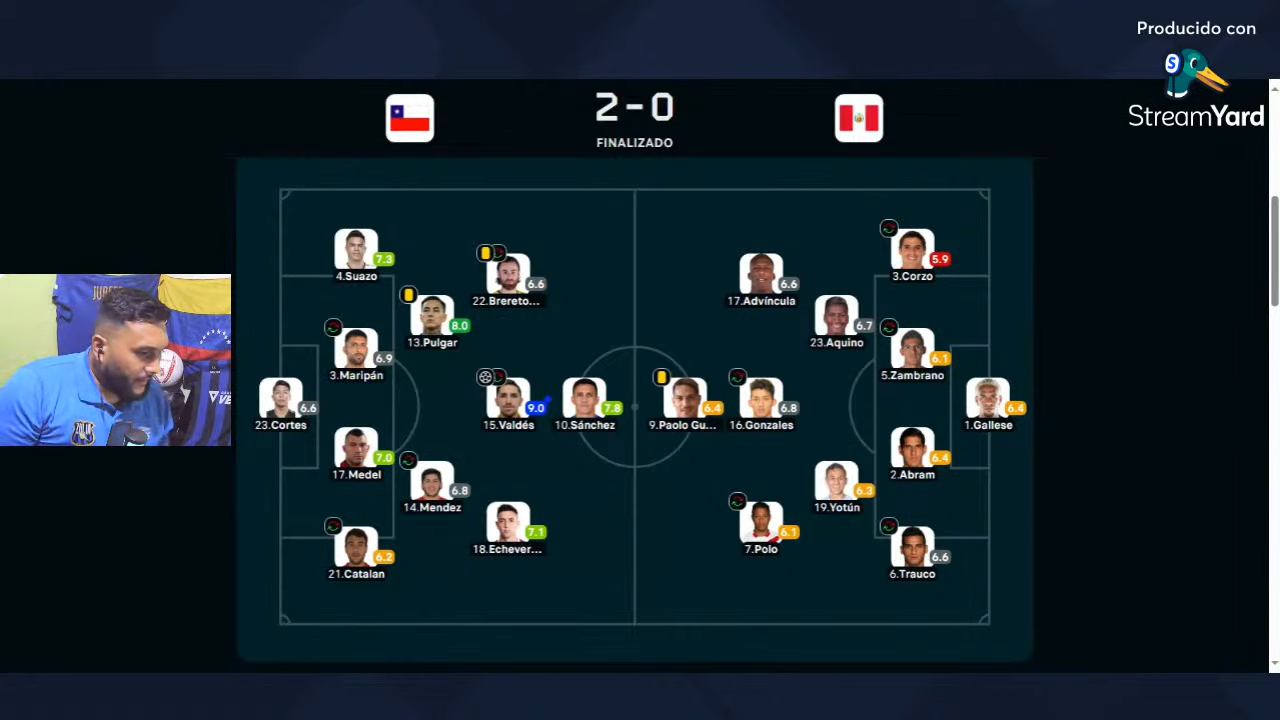 Producido con
StreamYard
2-0
FINALIZADO
7.3
4.Suazo
6.6
22.Brereto...
8.0
13.Pulgar
6.9
3.Maripán
6.6
23.Cortes
9.0
15.Valdés
7.8
10.Sánchez
7.0
17.Medel
6.8
14.Mendez
7.1
18.Echever...
6.2
21.Catalan
5.9
3.Corzo
6.6
17.Advíncula
6.7
23.Aquino
6.1
5.Zambrano
6.4
9.Paolo Gu...
6.8
16.Gonzales
6.4
1.Gallese
6.4
2.Abram
6.3
19.Yotún
6.1
7.Polo
6.6
6.Trauco